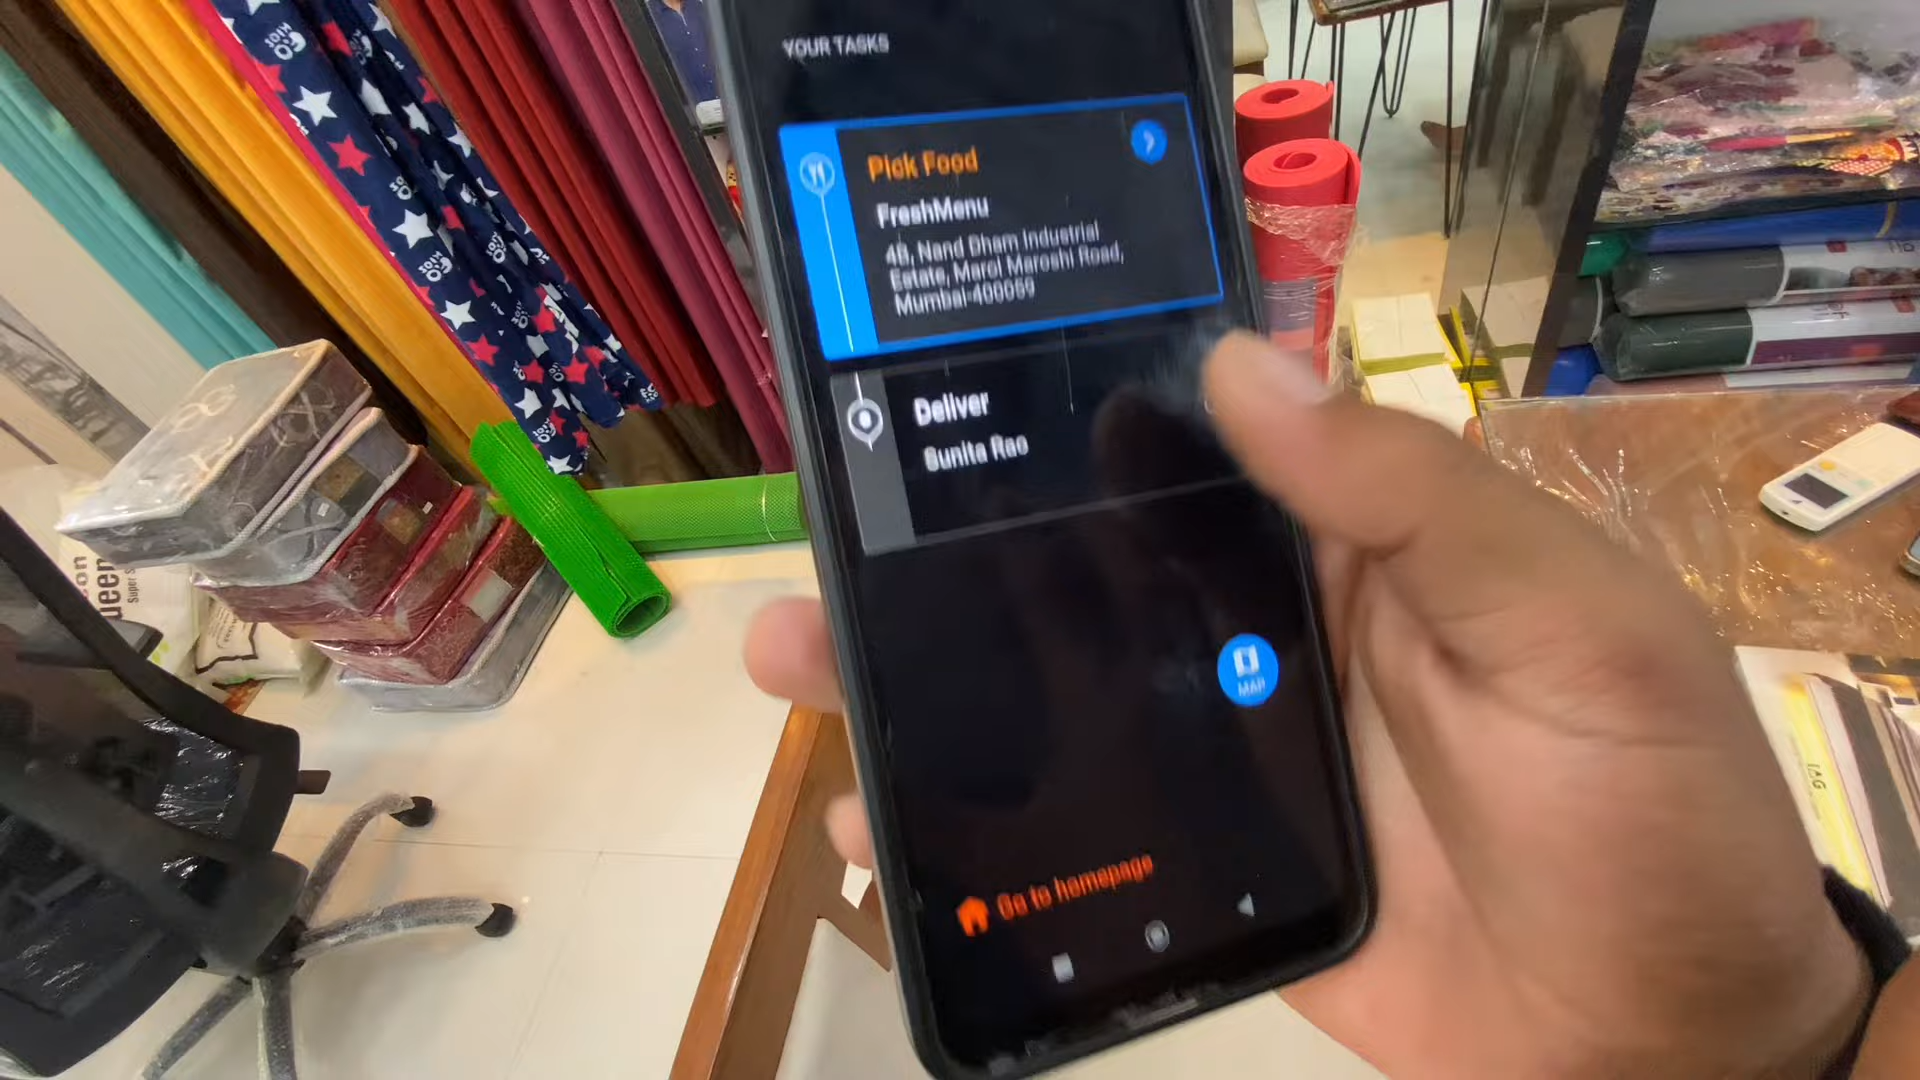 YOUR TASKS
Pick Food
FreshMenu
4B, Nand Dham Industrial
Estate, Marol Maroshi Road,
Mumbai-400059
Deliver
Sunita Rao
MAP
Go to homepage